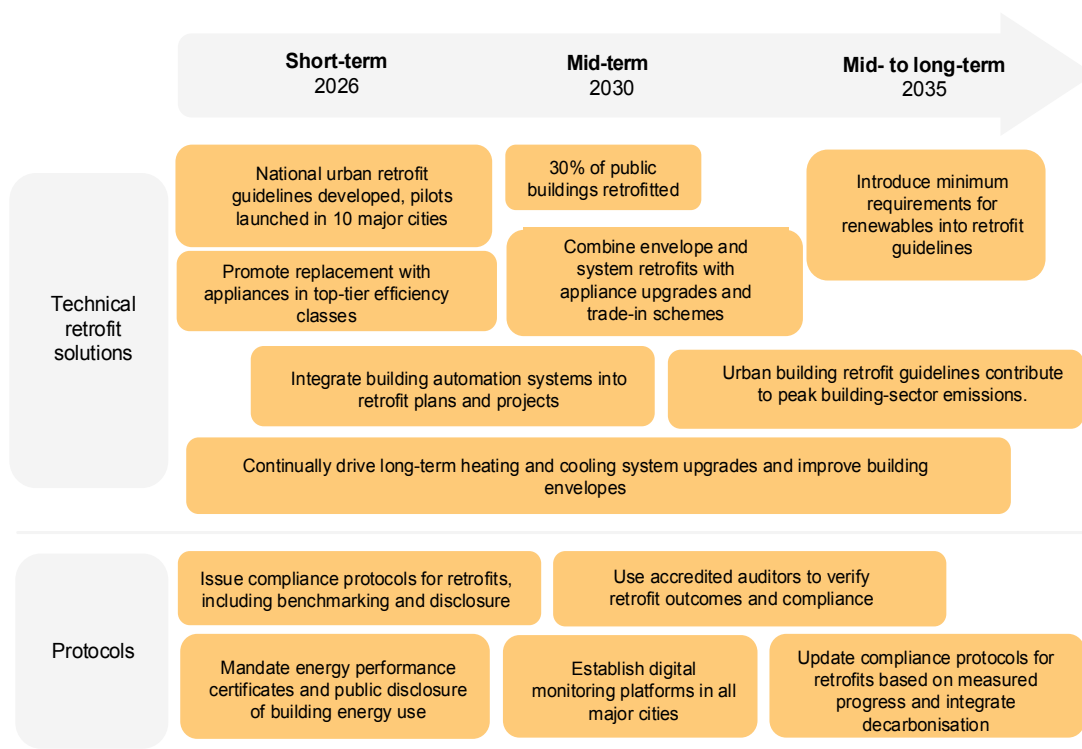 Short-term
2026
Mid-term
2030
Mid- to long-term
2035
Technical
retrofit
solutions
National urban retrofit
guidelines developed, pilots
launched in 10 major cities
30% of public
buildings retrofitted
Introduce minimum
requirements for
renewables into retrofit
guidelines
Promote replacement with
appliances in top-tier efficiency
classes
Combine envelope and
system retrofits with
appliance upgrades and
trade-in schemes
Integrate building automation systems into
retrofit plans and projects
Urban building retrofit guidelines contribute
to peak building-sector emissions.
Continually drive long-term heating and cooling system upgrades and improve building
envelopes
Protocols
Issue compliance protocols for retrofits,
including benchmarking and disclosure
Use accredited auditors to verify
retrofit outcomes and compliance
Mandate energy performance
certificates and public disclosure
of building energy use
Establish digital
monitoring platforms in all
major cities
Update compliance protocols for
retrofits based on measured
progress and integrate
decarbonisation